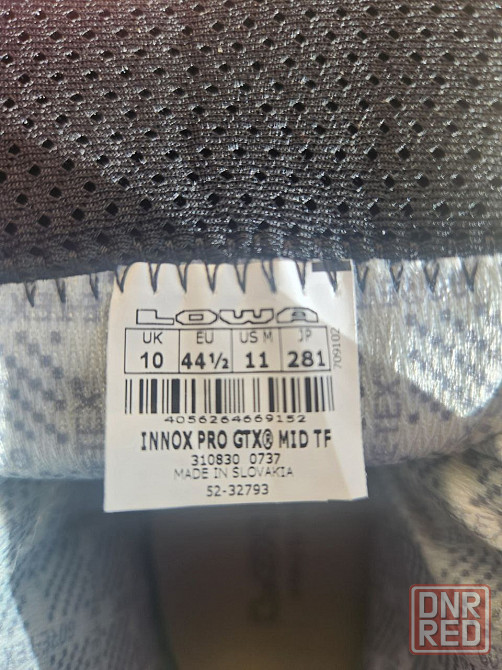 LOWA
UK EU US M JP
10 44½ 11 281
709102
4056264669152
INNOX PRO GTX® MID TF
310830 0737
MADE IN SLOVAKIA
52-32793
DNR
RED